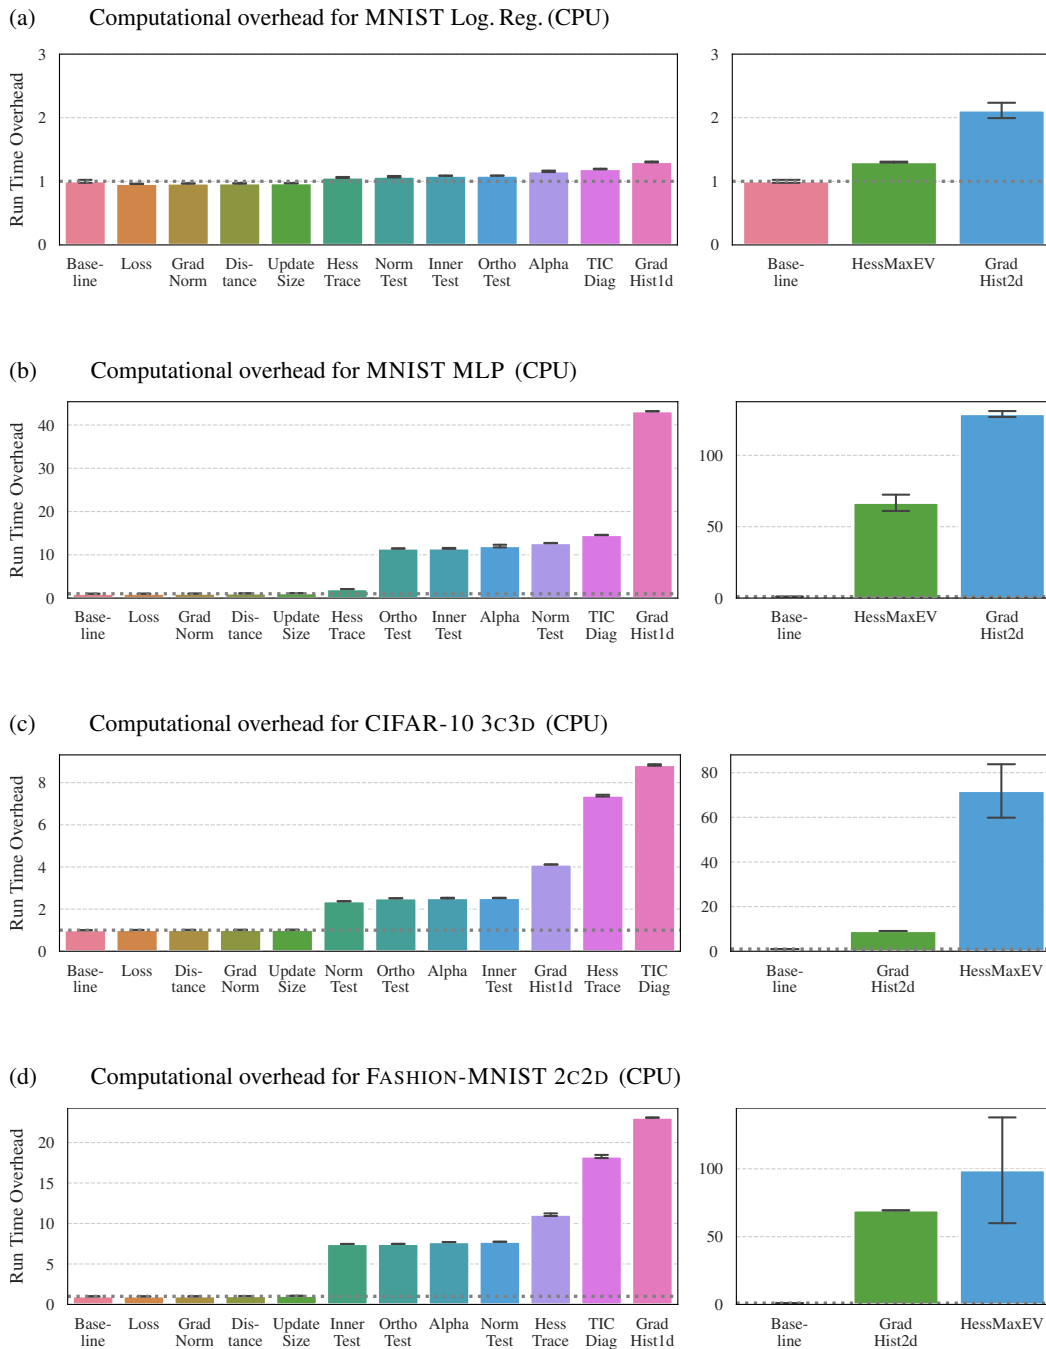 (a) Computational overhead for MNIST Log. Reg. (CPU)
Run Time Overhead
3
2
1
0
Base-
line
Loss
Grad
Norm
Dis-
tance
Update
Size
Hess
Trace
Norm
Test
Inner
Test
Ortho
Test
Alpha
TIC
Diag
Grad
Hist1d
3
2
1
0
Base-
line
HessMaxEV
Grad
Hist2d
(b) Computational overhead for MNIST MLP (CPU)
Run Time Overhead
40
30
20
10
0
Base-
line
Loss
Grad
Norm
Dis-
tance
Update
Size
Hess
Trace
Ortho
Test
Inner
Test
Alpha
Norm
Test
TIC
Diag
Grad
Hist1d
100
50
0
Base-
line
HessMaxEV
Grad
Hist2d
(c) Computational overhead for CIFAR-10 3C3D (CPU)
Run Time Overhead
8
6
4
2
0
Base-
line
Loss
Dis-
tance
Grad
Norm
Update
Size
Norm
Test
Ortho
Test
Alpha
Inner
Test
Grad
Hist1d
Hess
Trace
TIC
Diag
80
60
40
20
0
Base-
line
Grad
Hist2d
HessMaxEV
(d) Computational overhead for FASHION-MNIST 2C2D (CPU)
Run Time Overhead
20
15
10
5
0
Base-
line
Loss
Grad
Norm
Dis-
tance
Update
Size
Inner
Test
Ortho
Test
Alpha
Norm
Test
Hess
Trace
TIC
Diag
Grad
Hist1d
100
50
0
Base-
line
Grad
Hist2d
HessMaxEV